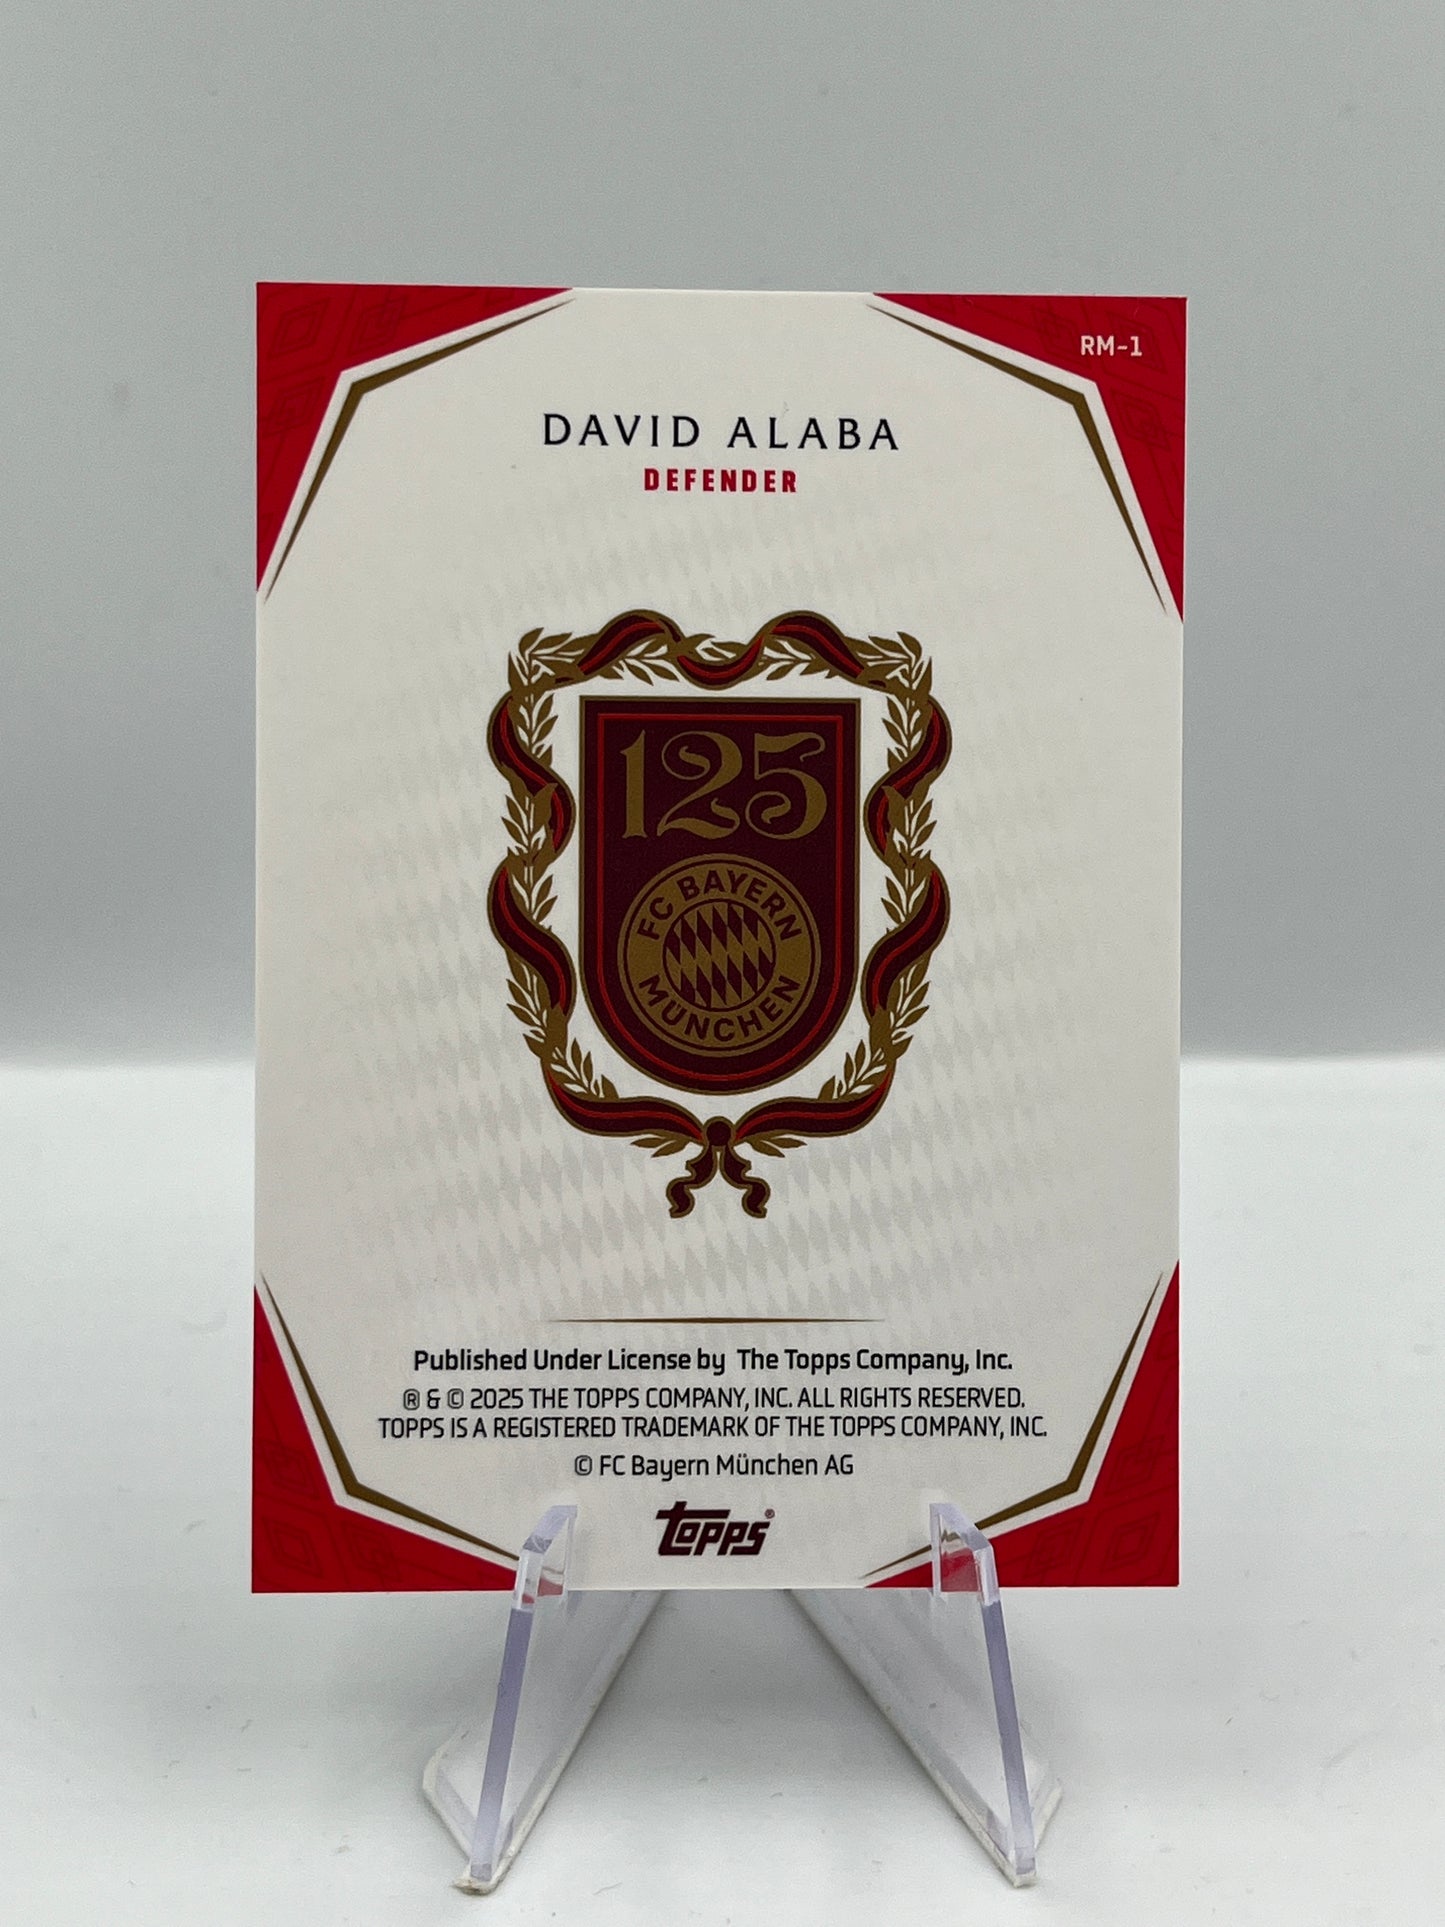 RM-1
DAVID ALABA
DEFENDER
125
FC BAYERN
MÜNCHEN
Published Under License by The Topps Company, Inc.
® & © 2025 THE TOPPS COMPANY, INC. ALL RIGHTS RESERVED.
TOPPS IS A REGISTERED TRADEMARK OF THE TOPPS COMPANY, INC.
© FC Bayern München AG
topps®